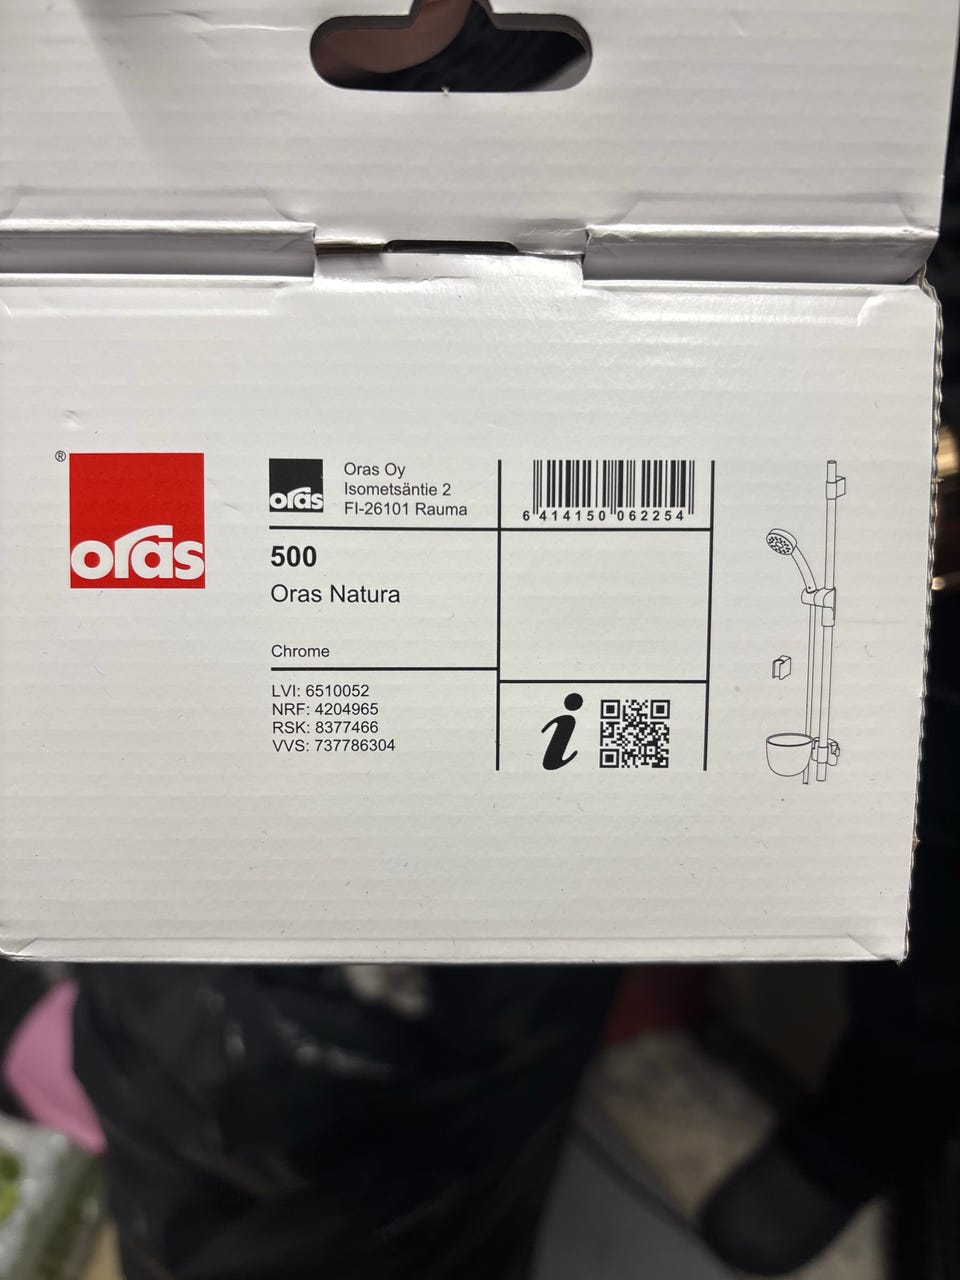 ®
oras
oras
Oras Oy
Isometsäntie 2
FI-26101 Rauma
6 414150 062254
500
Oras Natura
Chrome
LVI: 6510052
NRF: 4204965
RSK: 8377466
VVS: 737786304
i